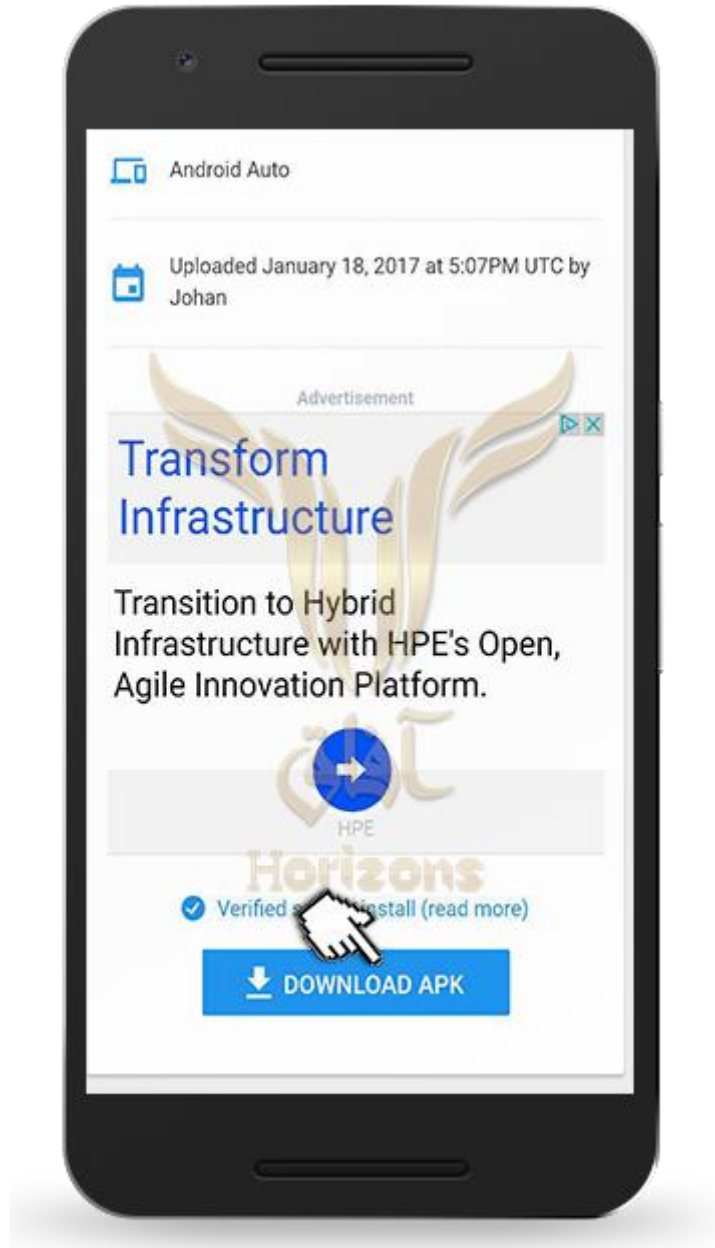 Android Auto
Uploaded January 18, 2017 at 5:07PM UTC by
Johan
Advertisement
Transform
Infrastructure
Transition to Hybrid
Infrastructure with HPE's Open,
Agile Innovation Platform.
آفاق
HPE
Horizons
Verified install (read more)
DOWNLOAD APK